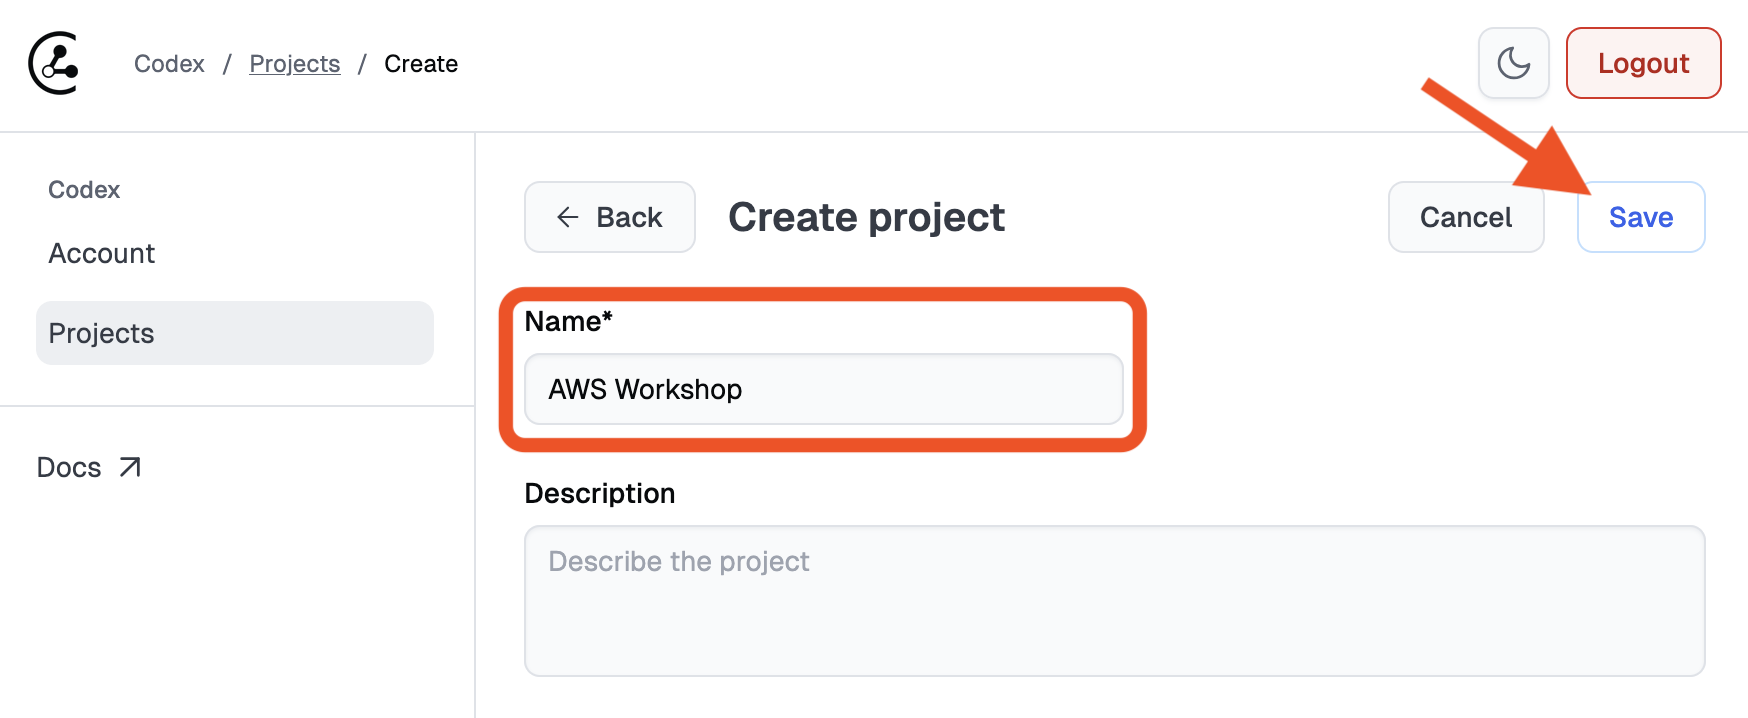 Codex / Projects / Create
Logout
Codex
Account
Projects
Docs
Back
Create project
Cancel
Save
Name*
AWS Workshop
Description
Describe the project